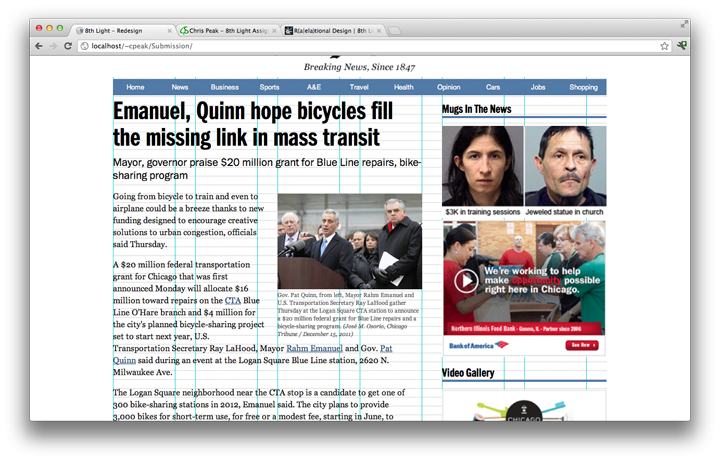 8th Light – Redesign
Chris Peak – 8th Light Assig
R(a|ela)tional Design | 8th L
localhost/~cpeak/Submission/
Breaking News, Since 1847
Home News Business Sports A&E Travel Health Opinion Cars Jobs Shopping
Emanuel, Quinn hope bicycles fill
the missing link in mass transit
Mayor, governor praise $20 million grant for Blue Line repairs, bike-
sharing program
Going from bicycle to train and even to
airplane could be a breeze thanks to new
funding designed to encourage creative
solutions to urban congestion, officials
said Thursday.
A $20 million federal transportation
grant for Chicago that was first
announced Monday will allocate $16
million toward repairs on the CTA Blue
Line O'Hare branch and $4 million for
the city's planned bicycle-sharing project
set to start next year, U.S.
Transportation Secretary Ray LaHood, Mayor Rahm Emanuel and Gov. Pat
Quinn said during an event at the Logan Square Blue Line station, 2620 N.
Milwaukee Ave.
Gov. Pat Quinn, from left, Mayor Rahm Emanuel and
U.S. Transportation Secretary Ray LaHood gather
Thursday at the Logan Square CTA station to announce
a $20 million federal grant for Blue Line repairs and a
bicycle-sharing program. (José M. Osorio, Chicago
Tribune / December 15, 2011)
The Logan Square neighborhood near the CTA stop is a candidate to get one of
300 bike-sharing stations in 2012, Emanuel said. The city plans to provide
3,000 bikes for short-term use, for free or a modest fee, starting in June, to
Mugs In The News
$3K in training sessions
Jeweled statue in church
We're working to help
make opportunity possible
right here in Chicago.
Northern Illinois Food Bank - Geneva, IL - Partner since 2006
Bank of America
See How
Video Gallery
CHICAGO